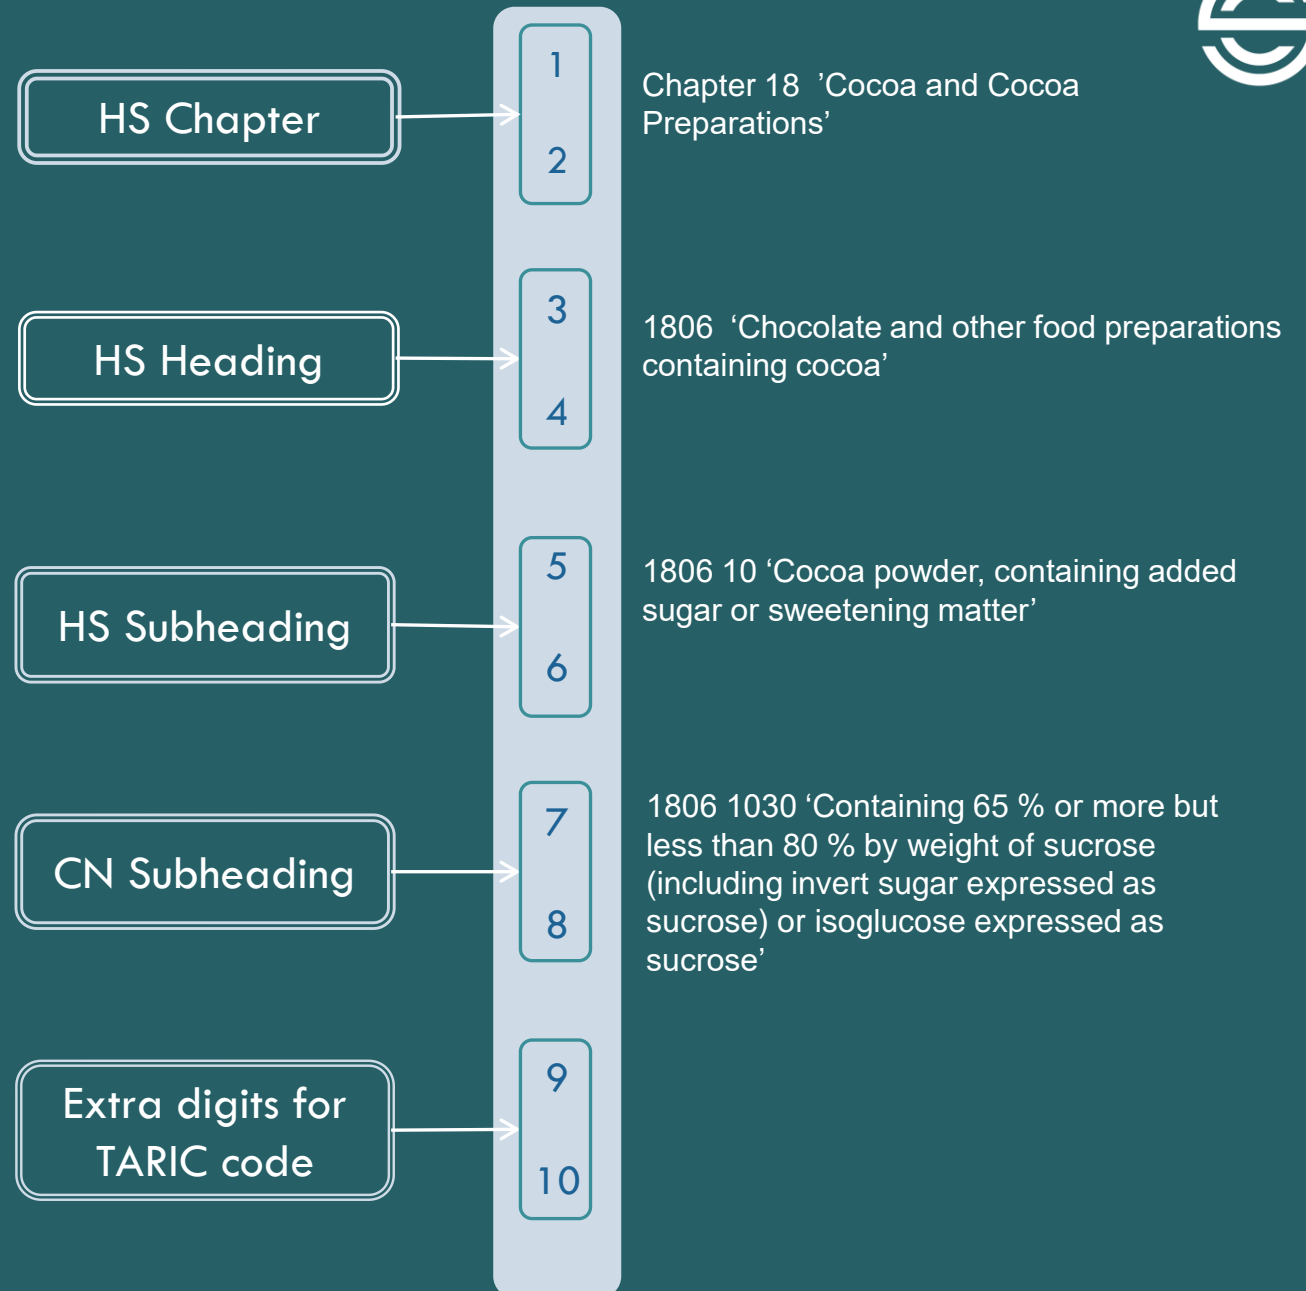 HS Chapter
1
2
Chapter 18 ’Cocoa and Cocoa
Preparations’
HS Heading
3
4
1806 ‘Chocolate and other food preparations
containing cocoa’
HS Subheading
5
6
1806 10 ‘Cocoa powder, containing added
sugar or sweetening matter’
CN Subheading
7
8
1806 1030 ‘Containing 65 % or more but
less than 80 % by weight of sucrose
(including invert sugar expressed as
sucrose) or isoglucose expressed as
sucrose’
Extra digits for
TARIC code
9
10